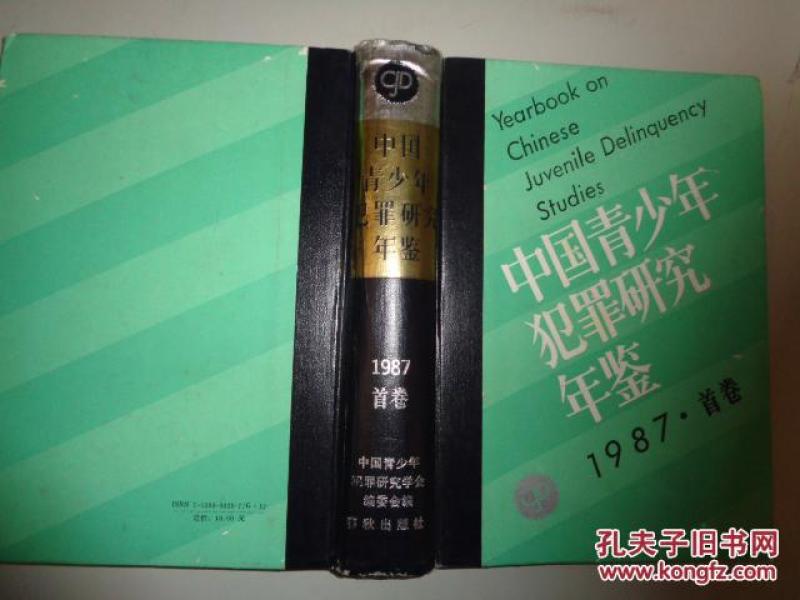 Yearbook on
Chinese
Juvenile Delinquency
Studies
中国青少年
犯罪研究
年鉴
1987·首卷
中国
青少年
犯罪研究
年鉴
1987
首卷
中国青少年
犯罪研究学会
编委会编
春秋出版社
孔夫子旧书网
www.kongfz.com